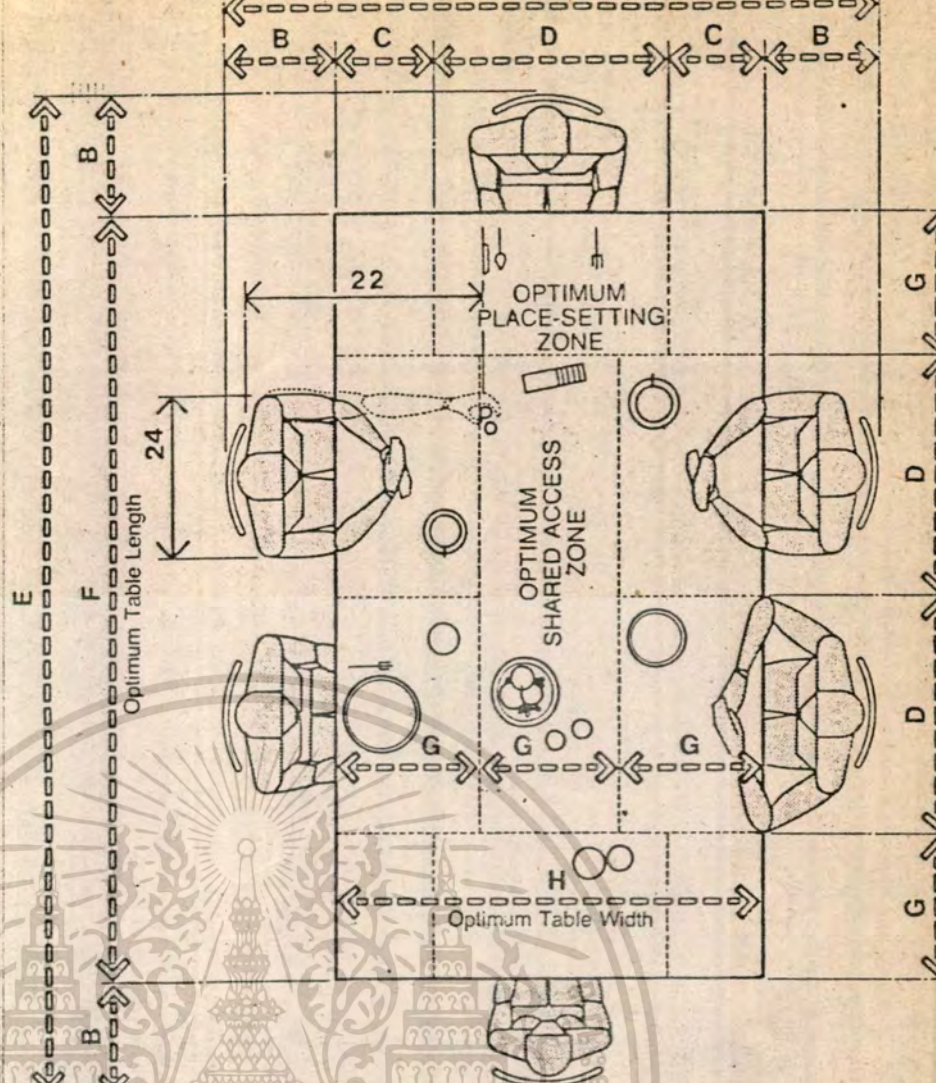 B
C
D
C
B
B
G
22
OPTIMUM
PLACE-SETTING
ZONE
24
OPTIMUM
SHARED ACCESS
ZONE
D
E
F
Optimum Table Length
D
G
G
G
H
Optimum Table Width
G
B